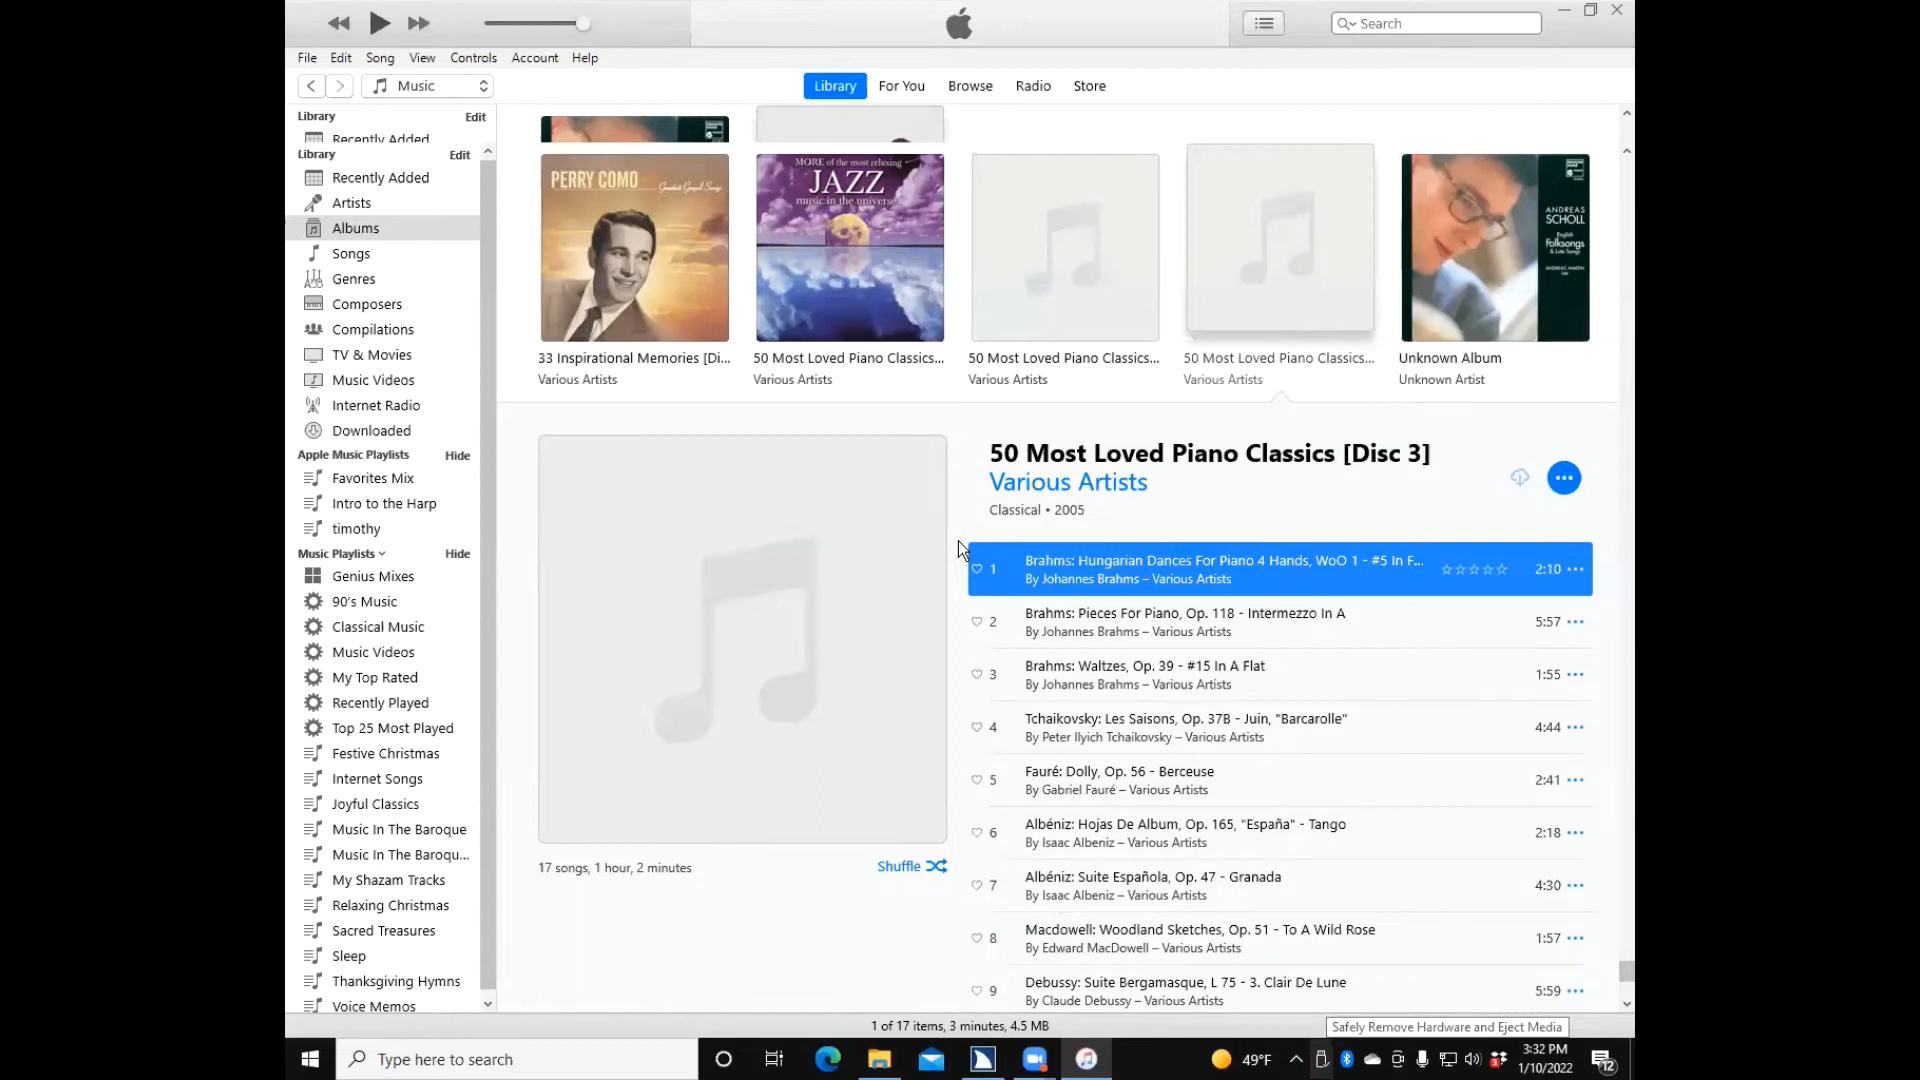 Search
File Edit Song View Controls Account Help
Music
Library For You Browse Radio Store
Library Edit
Recently Added
Library Edit
Recently Added
Artists
Albums
Songs
Genres
Composers
Compilations
TV & Movies
Music Videos
Internet Radio
Downloaded
Apple Music Playlists Hide
Favorites Mix
Intro to the Harp
timothy
Music Playlists Hide
Genius Mixes
90's Music
Classical Music
Music Videos
My Top Rated
Recently Played
Top 25 Most Played
Festive Christmas
Internet Songs
Joyful Classics
Music In The Baroque
Music In The Baroqu...
My Shazam Tracks
Relaxing Christmas
Sacred Treasures
Sleep
Thanksgiving Hymns
Voice Memos
PERRY COMO
Greatest Gospel Songs
MORE of the most relaxing
JAZZ
music in the universe
ANDREAS
SCHOLL
English
Folksongs
& Lute Songs
ANDREAS MARTIN
33 Inspirational Memories [Di...
Various Artists
50 Most Loved Piano Classics...
Various Artists
50 Most Loved Piano Classics...
Various Artists
50 Most Loved Piano Classics...
Various Artists
Unknown Album
Unknown Artist
50 Most Loved Piano Classics [Disc 3]
Various Artists
Classical • 2005
17 songs, 1 hour, 2 minutes
Shuffle
1 Brahms: Hungarian Dances For Piano 4 Hands, WoO 1 - #5 In F... 2:10
By Johannes Brahms – Various Artists
2 Brahms: Pieces For Piano, Op. 118 - Intermezzo In A 5:57
By Johannes Brahms – Various Artists
3 Brahms: Waltzes, Op. 39 - #15 In A Flat 1:55
By Johannes Brahms – Various Artists
4 Tchaikovsky: Les Saisons, Op. 37B - Juin, "Barcarolle" 4:44
By Peter Ilyich Tchaikovsky – Various Artists
5 Fauré: Dolly, Op. 56 - Berceuse 2:41
By Gabriel Fauré – Various Artists
6 Albéniz: Hojas De Album, Op. 165, "España" - Tango 2:18
By Isaac Albeniz – Various Artists
7 Albéniz: Suite Española, Op. 47 - Granada 4:30
By Isaac Albeniz – Various Artists
8 Macdowell: Woodland Sketches, Op. 51 - To A Wild Rose 1:57
By Edward MacDowell – Various Artists
9 Debussy: Suite Bergamasque, L 75 - 3. Clair De Lune 5:59
By Claude Debussy – Various Artists
1 of 17 items, 3 minutes, 4.5 MB
Safely Remove Hardware and Eject Media
Type here to search
49°F
3:32 PM
1/10/2022
12